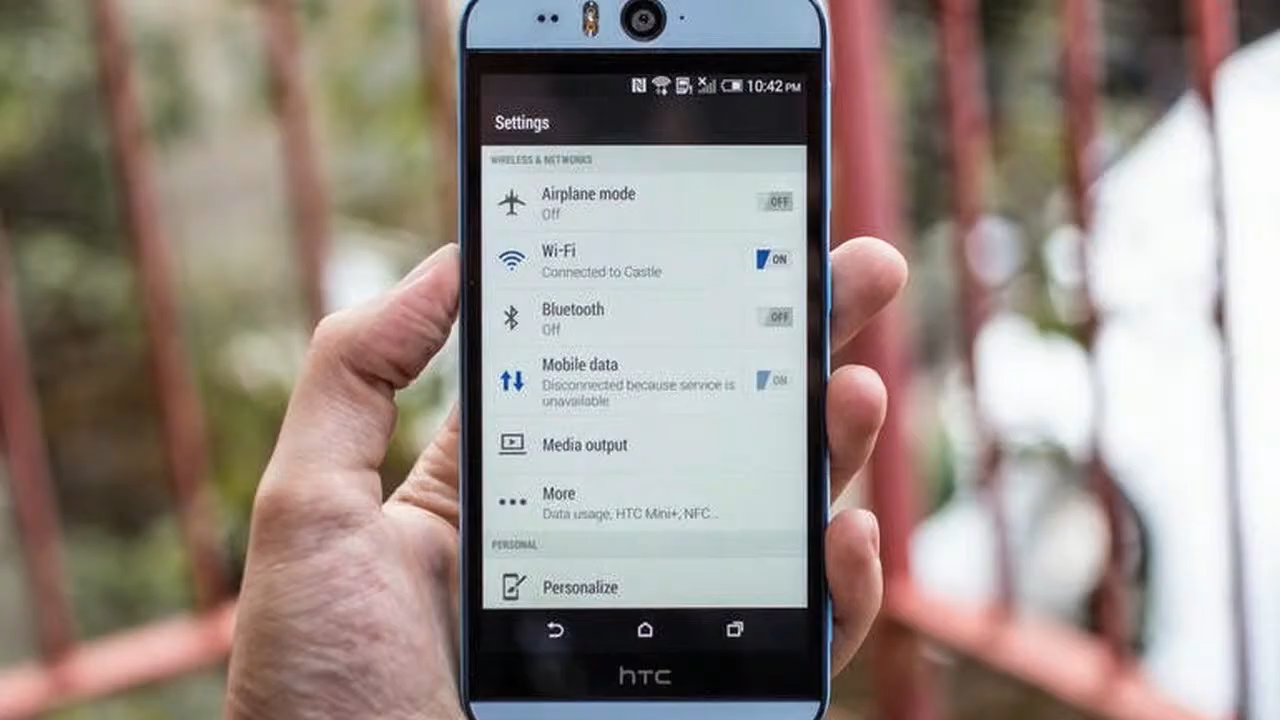 10:42 PM
Settings
WIRELESS & NETWORKS
Airplane mode
Off
OFF
Wi-Fi
Connected to Castle
ON
Bluetooth
Off
OFF
Mobile data
Disconnected because service is
unavailable
ON
Media output
More
Data usage, HTC Mini+, NFC...
PERSONAL
Personalize
hTC